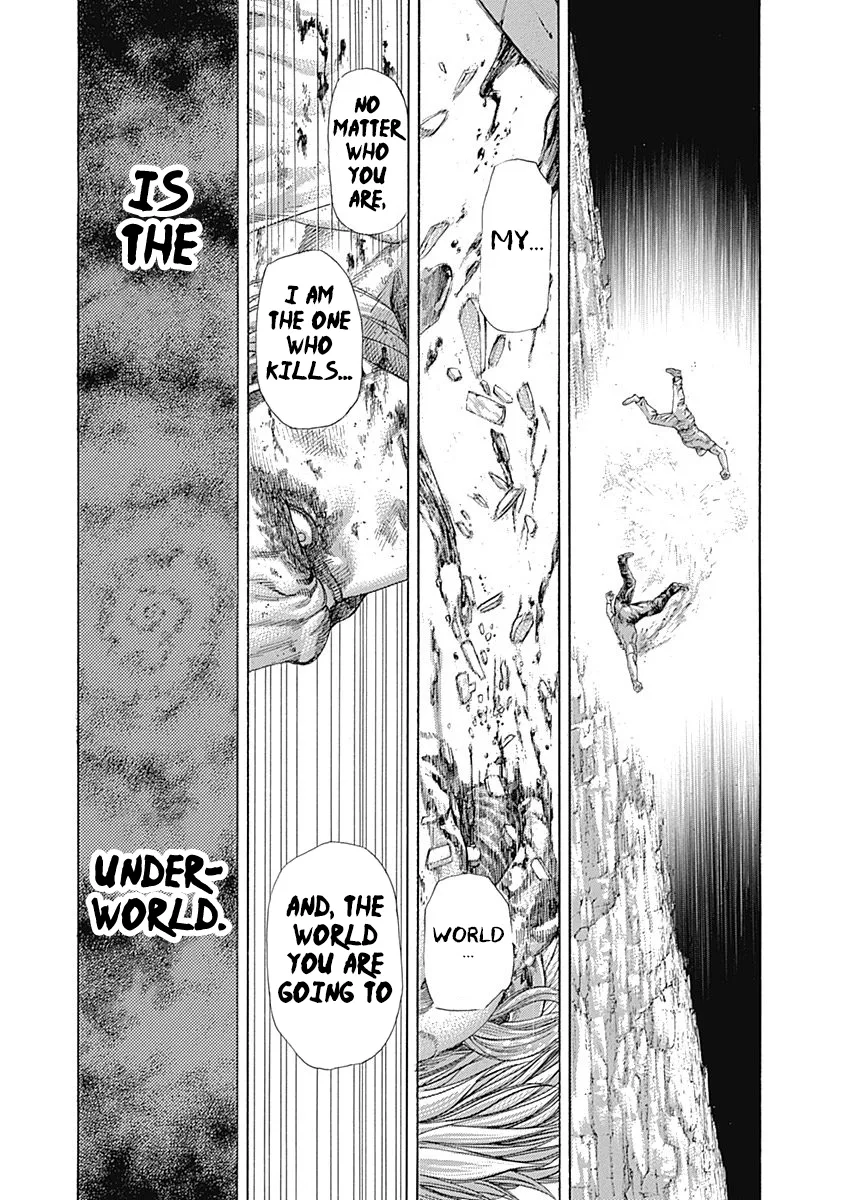 MY...
WORLD
...
NO
MATTER
WHO
YOU
ARE,
I AM
THE ONE
WHO
KILLS...
AND, THE
WORLD
YOU ARE
GOING TO
IS
THE
UNDER-
WORLD.